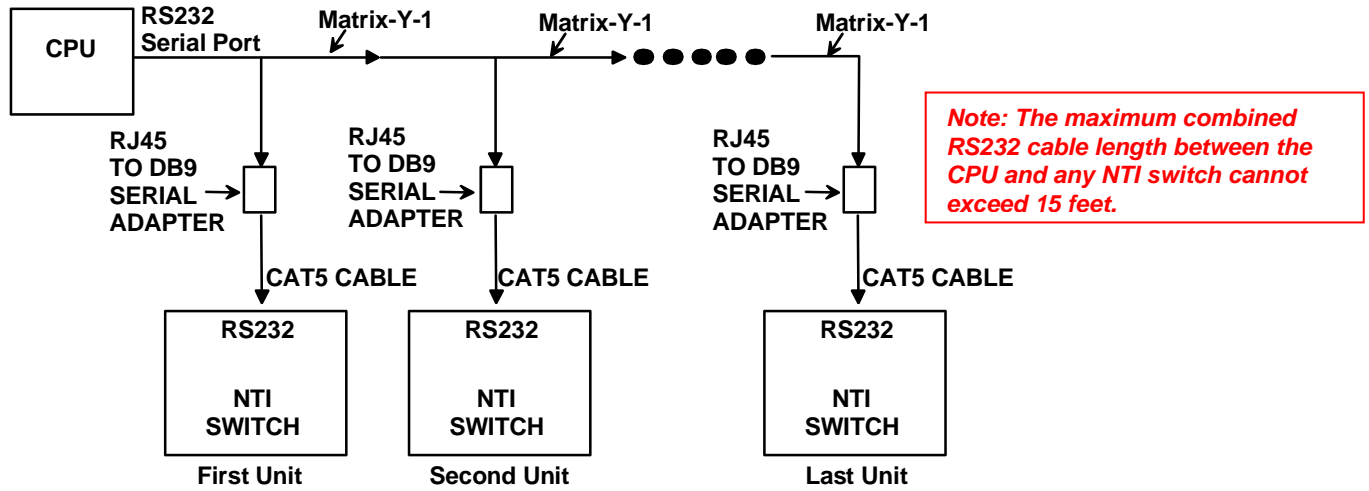 RS232
Serial Port
CPU
Matrix-Y-1
Matrix-Y-1
Matrix-Y-1
Note: The maximum combined
RS232 cable length between the
CPU and any NTI switch cannot
exceed 15 feet.
RJ45
TO DB9
SERIAL
ADAPTER
RJ45
TO DB9
SERIAL
ADAPTER
RJ45
TO DB9
SERIAL
ADAPTER
CAT5 CABLE
CAT5 CABLE
CAT5 CABLE
RS232
NTI
SWITCH
First Unit
RS232
NTI
SWITCH
Second Unit
RS232
NTI
SWITCH
Last Unit